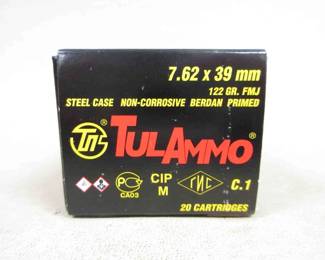 7.62 x 39 mm
122 GR. FMJ
STEEL CASE NON-CORROSIVE BERDAN PRIMED
TULAMMO®
CA03
CIP
M
ГИС
C.1
20 CARTRIDGES